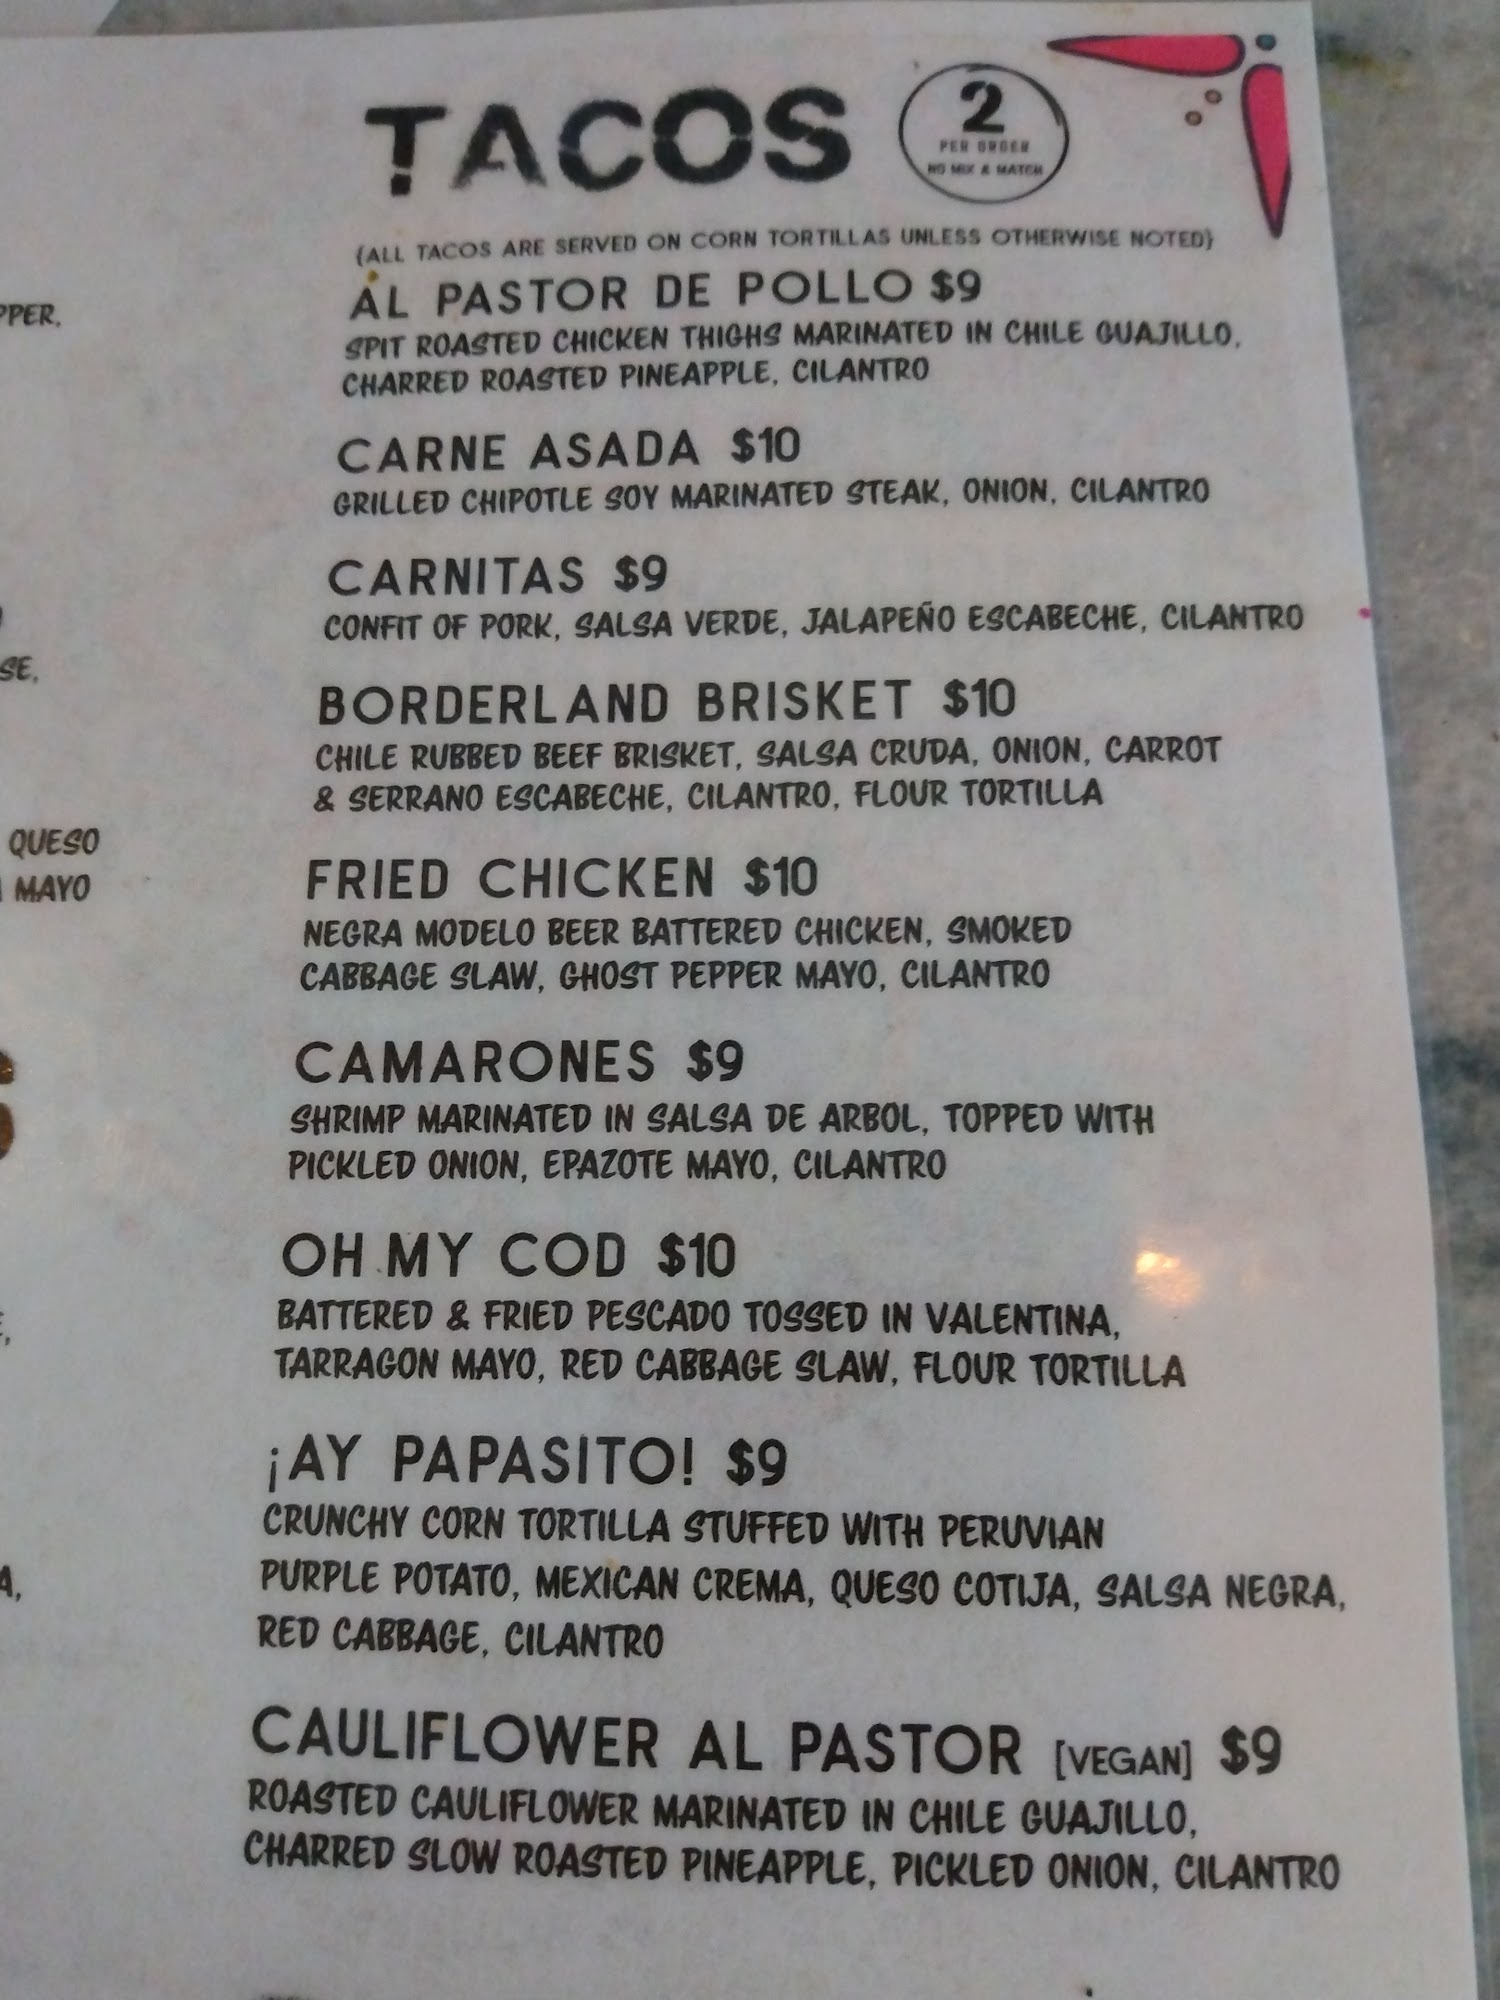 TACOS
2
PER ORDER
NO MIX & MATCH
(ALL TACOS ARE SERVED ON CORN TORTILLAS UNLESS OTHERWISE NOTED)
AL PASTOR DE POLLO $9
SPIT ROASTED CHICKEN THIGHS MARINATED IN CHILE GUAJILLO,
CHARRED ROASTED PINEAPPLE, CILANTRO
CARNE ASADA $10
GRILLED CHIPOTLE SOY MARINATED STEAK, ONION, CILANTRO
CARNITAS $9
CONFIT OF PORK, SALSA VERDE, JALAPEÑO ESCABECHE, CILANTRO
BORDERLAND BRISKET $10
CHILE RUBBED BEEF BRISKET, SALSA CRUDA, ONION, CARROT
& SERRANO ESCABECHE, CILANTRO, FLOUR TORTILLA
FRIED CHICKEN $10
NEGRA MODELO BEER BATTERED CHICKEN, SMOKED
CABBAGE SLAW, GHOST PEPPER MAYO, CILANTRO
CAMARONES $9
SHRIMP MARINATED IN SALSA DE ARBOL, TOPPED WITH
PICKLED ONION, EPAZOTE MAYO, CILANTRO
OH MY COD $10
BATTERED & FRIED PESCADO TOSSED IN VALENTINA,
TARRAGON MAYO, RED CABBAGE SLAW, FLOUR TORTILLA
¡AY PAPASITO! $9
CRUNCHY CORN TORTILLA STUFFED WITH PERUVIAN
PURPLE POTATO, MEXICAN CREMA, QUESO COTIJA, SALSA NEGRA,
RED CABBAGE, CILANTRO
CAULIFLOWER AL PASTOR [VEGAN] $9
ROASTED CAULIFLOWER MARINATED IN CHILE GUAJILLO,
CHARRED SLOW ROASTED PINEAPPLE, PICKLED ONION, CILANTRO
QUESO
MAYO